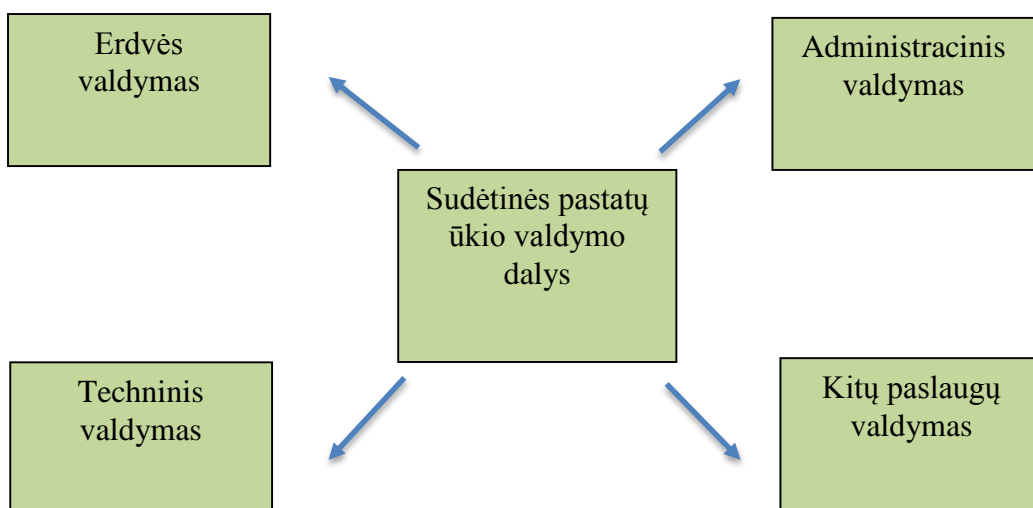 Erdvės
valdymas
Administracinis
valdymas
Sudėtinės pastatų
ūkio valdymo
dalys
Techninis
valdymas
Kitų paslaugų
valdymas